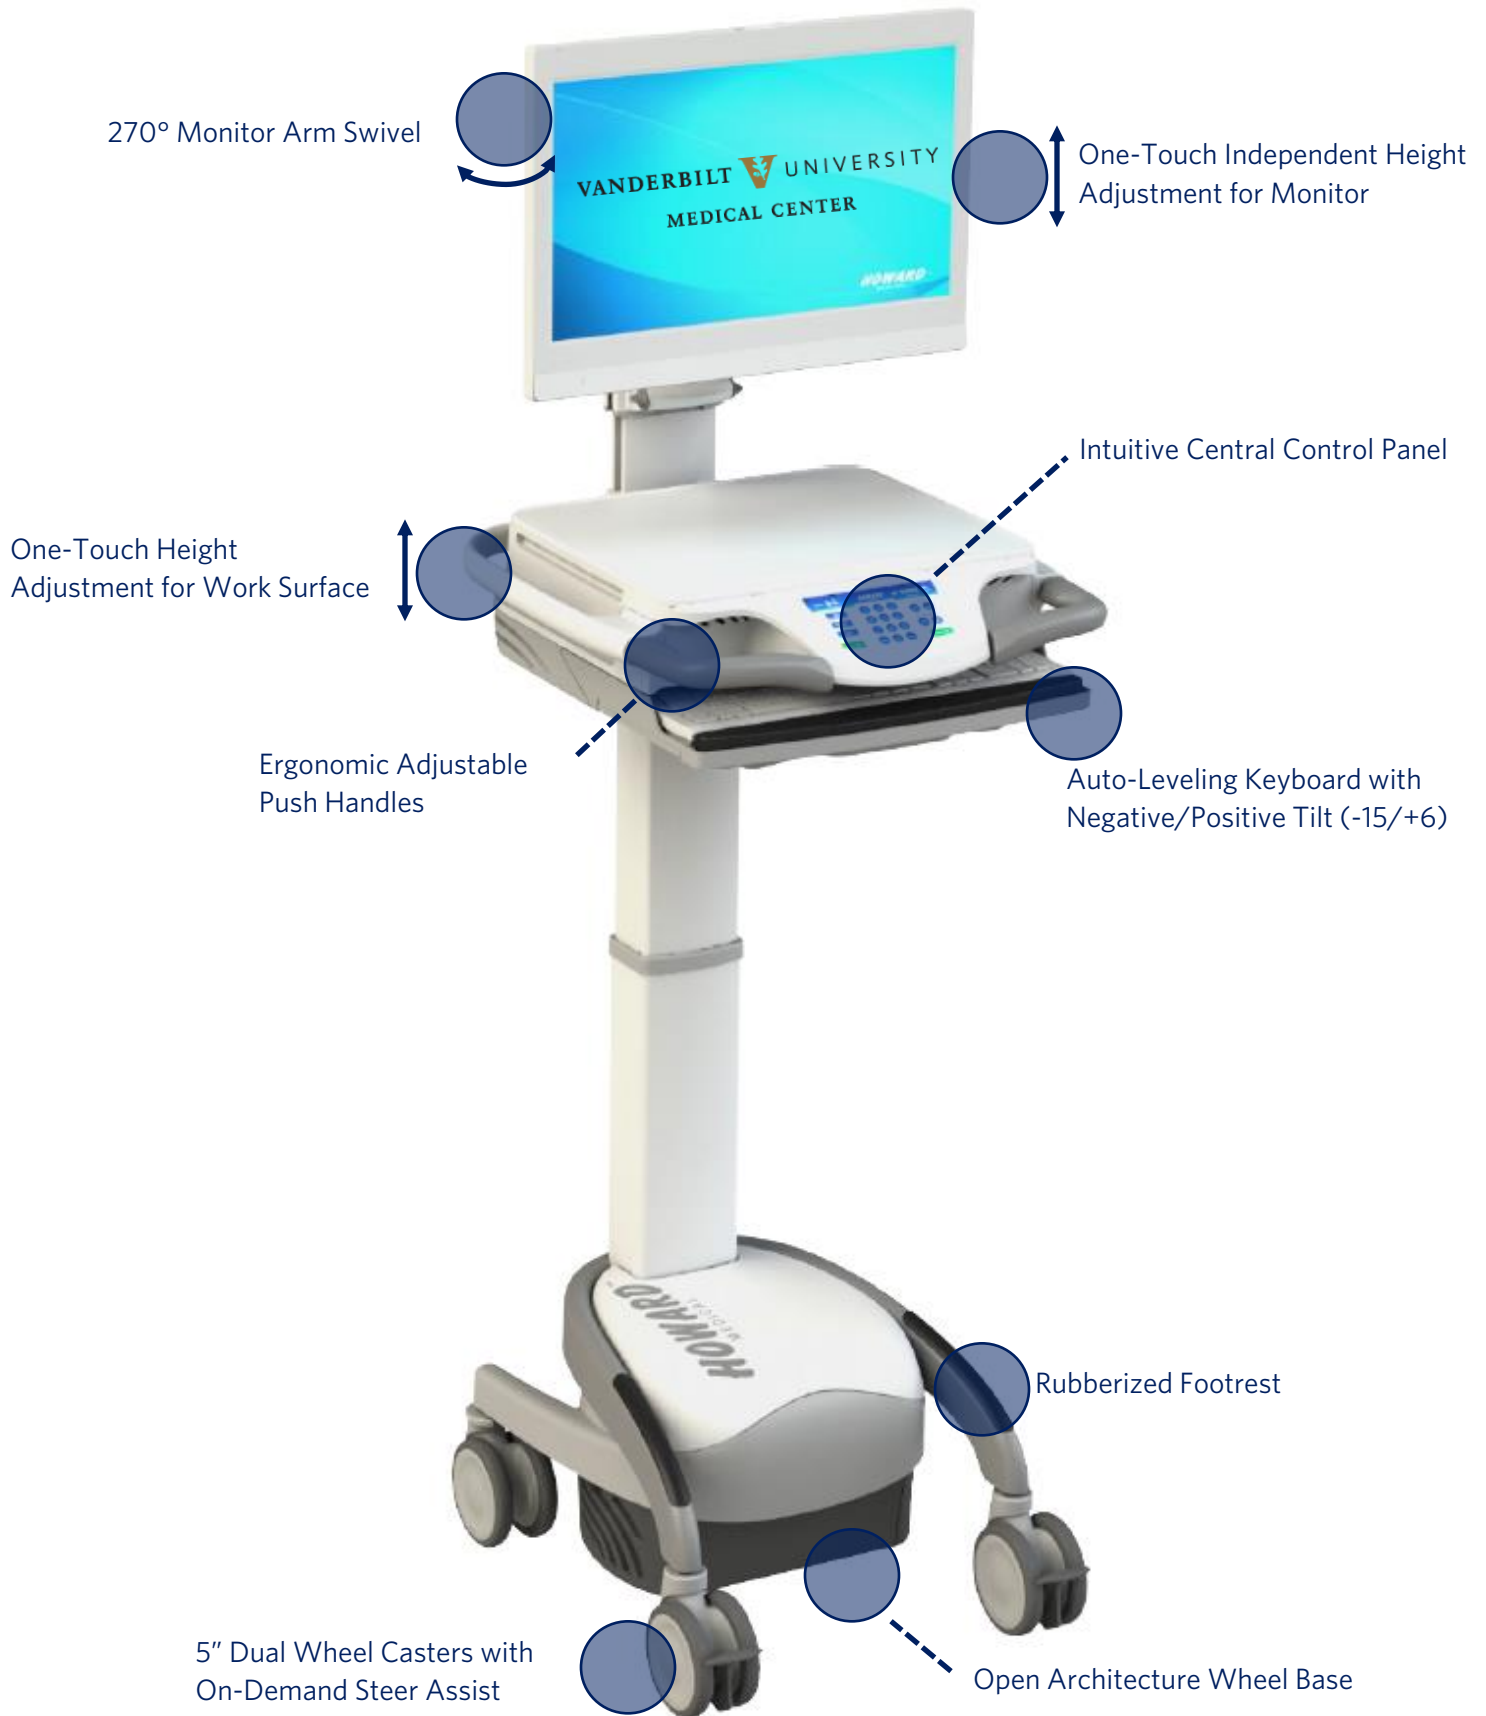 270° Monitor Arm Swivel
VANDERBILT V UNIVERSITY
MEDICAL CENTER
HOWARD
One-Touch Independent Height
Adjustment for Monitor
Intuitive Central Control Panel
One-Touch Height
Adjustment for Work Surface
Ergonomic Adjustable
Push Handles
Auto-Leveling Keyboard with
Negative/Positive Tilt (-15/+6)
HOWARD
MEDICAL
Rubberized Footrest
5” Dual Wheel Casters with
On-Demand Steer Assist
Open Architecture Wheel Base